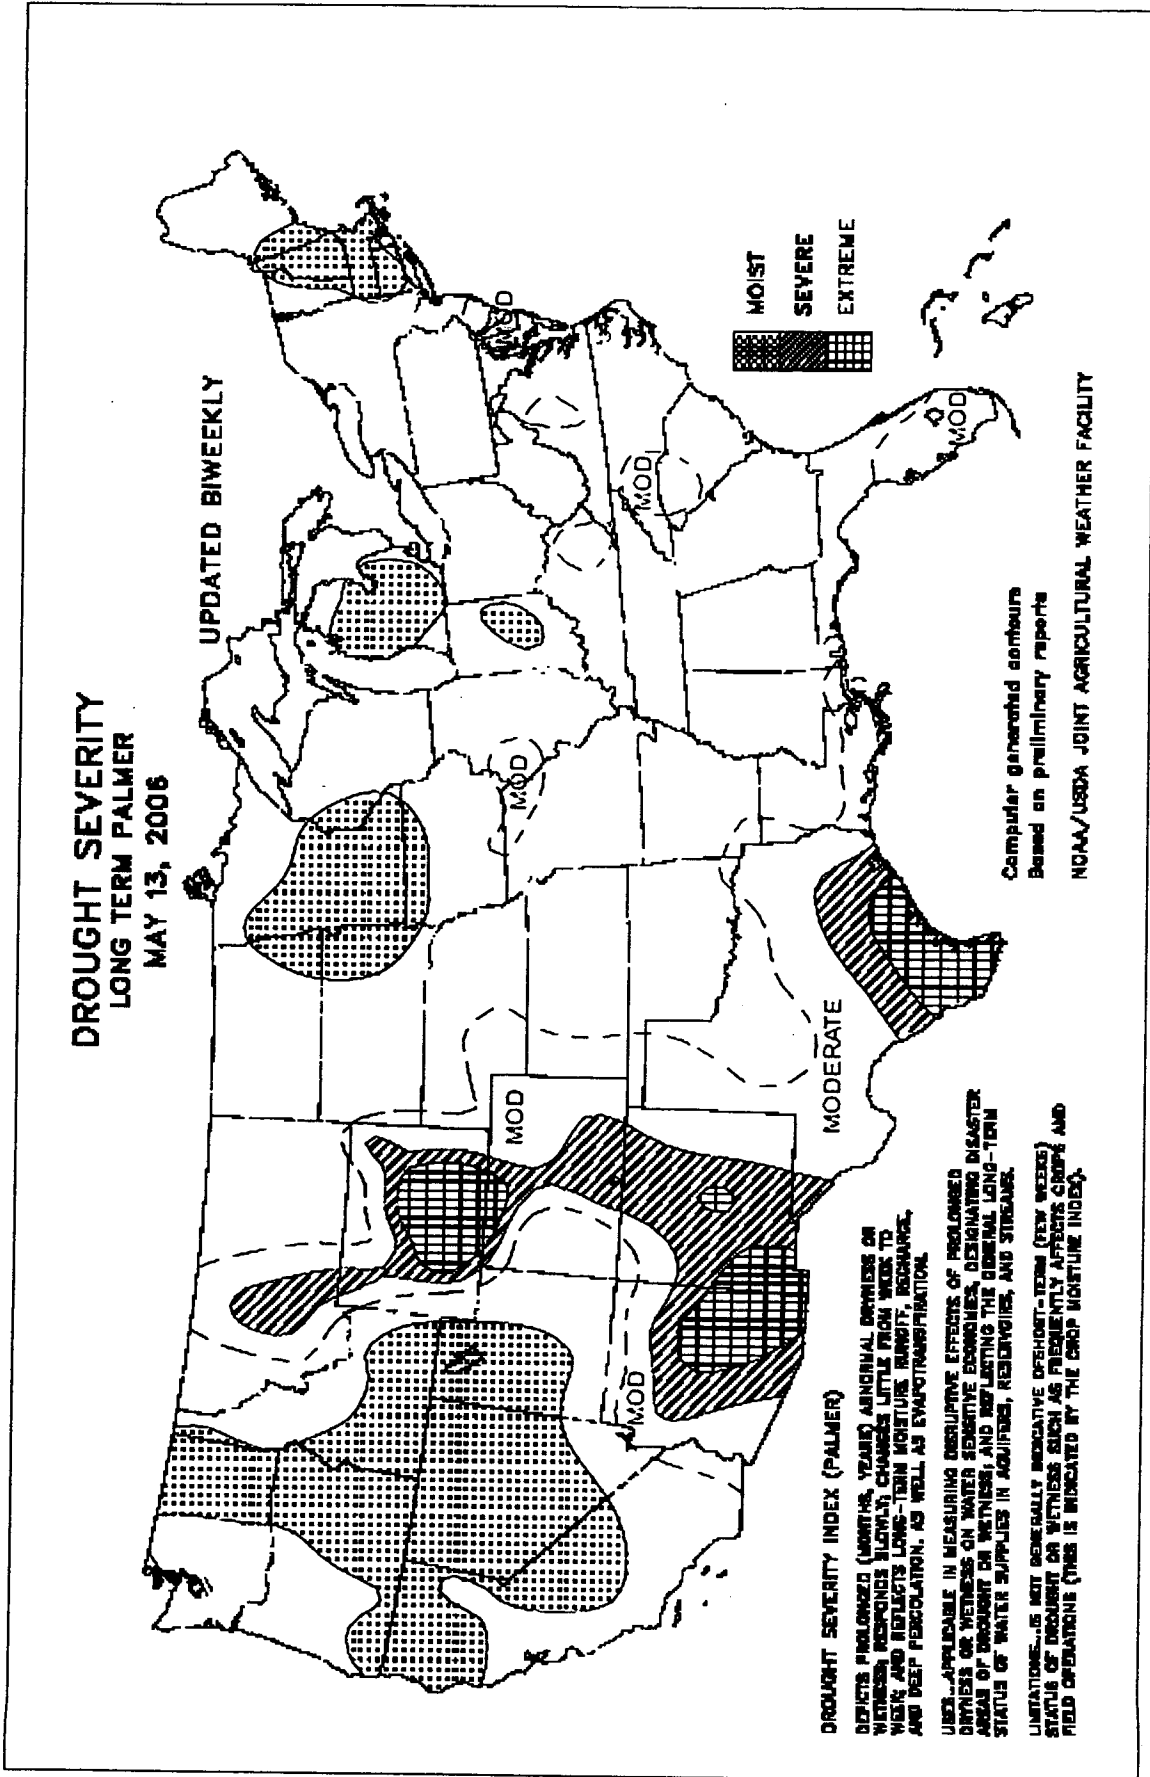 DROUGHT SEVERITY
LONG TERM PALMER
MAY 13, 2006
UPDATED BIWEEKLY
MOD
MOD
MOD
MOD
MOD
MOD
MODERATE
MOIST
SEVERE
EXTREME
Computer generated contours
Based on preliminary reports
NOAA/USDA JOINT AGRICULTURAL WEATHER FACILITY
DROUGHT SEVERITY INDEX (PALMER)
DEPICTS PROLONGED (MONTHS, YEARS) ABNORMAL DRYNESS OR
WETNESS; RESPONDS SLOWLY; CHANGES LITTLE FROM WEEK TO
WEEK; AND REFLECTS LONG-TERM MOISTURE RUNOFF, RECHARGE,
AND DEEP PERCOLATION, AS WELL AS EVAPOTRANSPIRATION.
USES...APPLICABLE IN MEASURING DISRUPTIVE EFFECTS OF PROLONGED
DRYNESS OR WETNESS ON WATER SENSITIVE ECONOMIES, DESIGNATING DISASTER
AREAS OF DROUGHT OR WETNESS; AND REFLECTING THE GENERAL LONG-TERM
STATUS OF WATER SUPPLIES IN AQUIFERS, RESERVOIRS, AND STREAMS.
LIMITATIONS...IS NOT GENERALLY INDICATIVE OF SHORT-TERM (FEW WEEKS)
STATUS OF DROUGHT OR WETNESS SUCH AS FREQUENTLY AFFECTS CROPS AND
FIELD OPERATIONS (THIS IS INDICATED BY THE CROP MOISTURE INDEX).